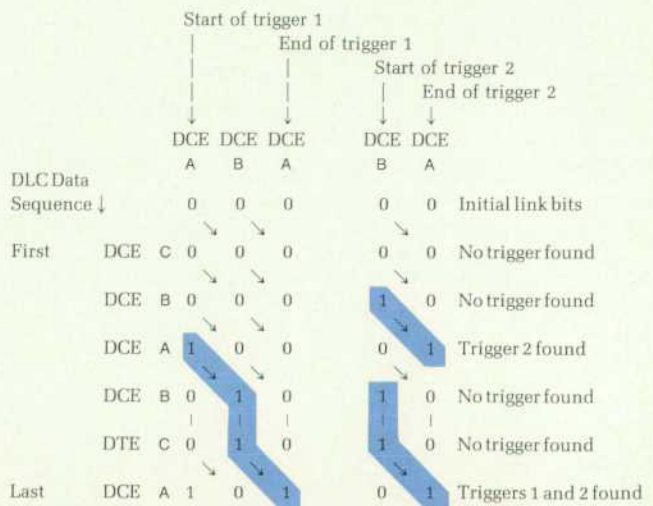 Start of trigger 1
End of trigger 1
Start of trigger 2
End of trigger 2
DCE DCE DCE DCE DCE
A B A B A
DLC Data
Sequence ↓ 0 0 0 0 0 Initial link bits
First DCE C 0 0 0 0 0 No trigger found
DCE B 0 0 0 1 0 No trigger found
DCE A 1 0 0 0 1 Trigger 2 found
DCE B 0 1 0 1 0 No trigger found
DTE C 0 1 0 1 0 No trigger found
Last DCE A 1 0 1 0 1 Triggers 1 and 2 found